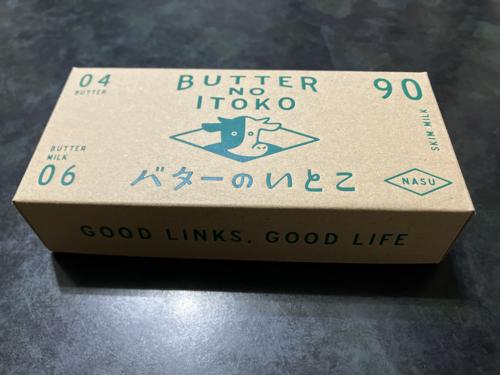 04
BUTTER
BUTTER
NO
ITOKO
90
SKIM MILK
BUTTER
MILK
06
バターのいとこ
NASU
GOOD LINKS, GOOD LIFE